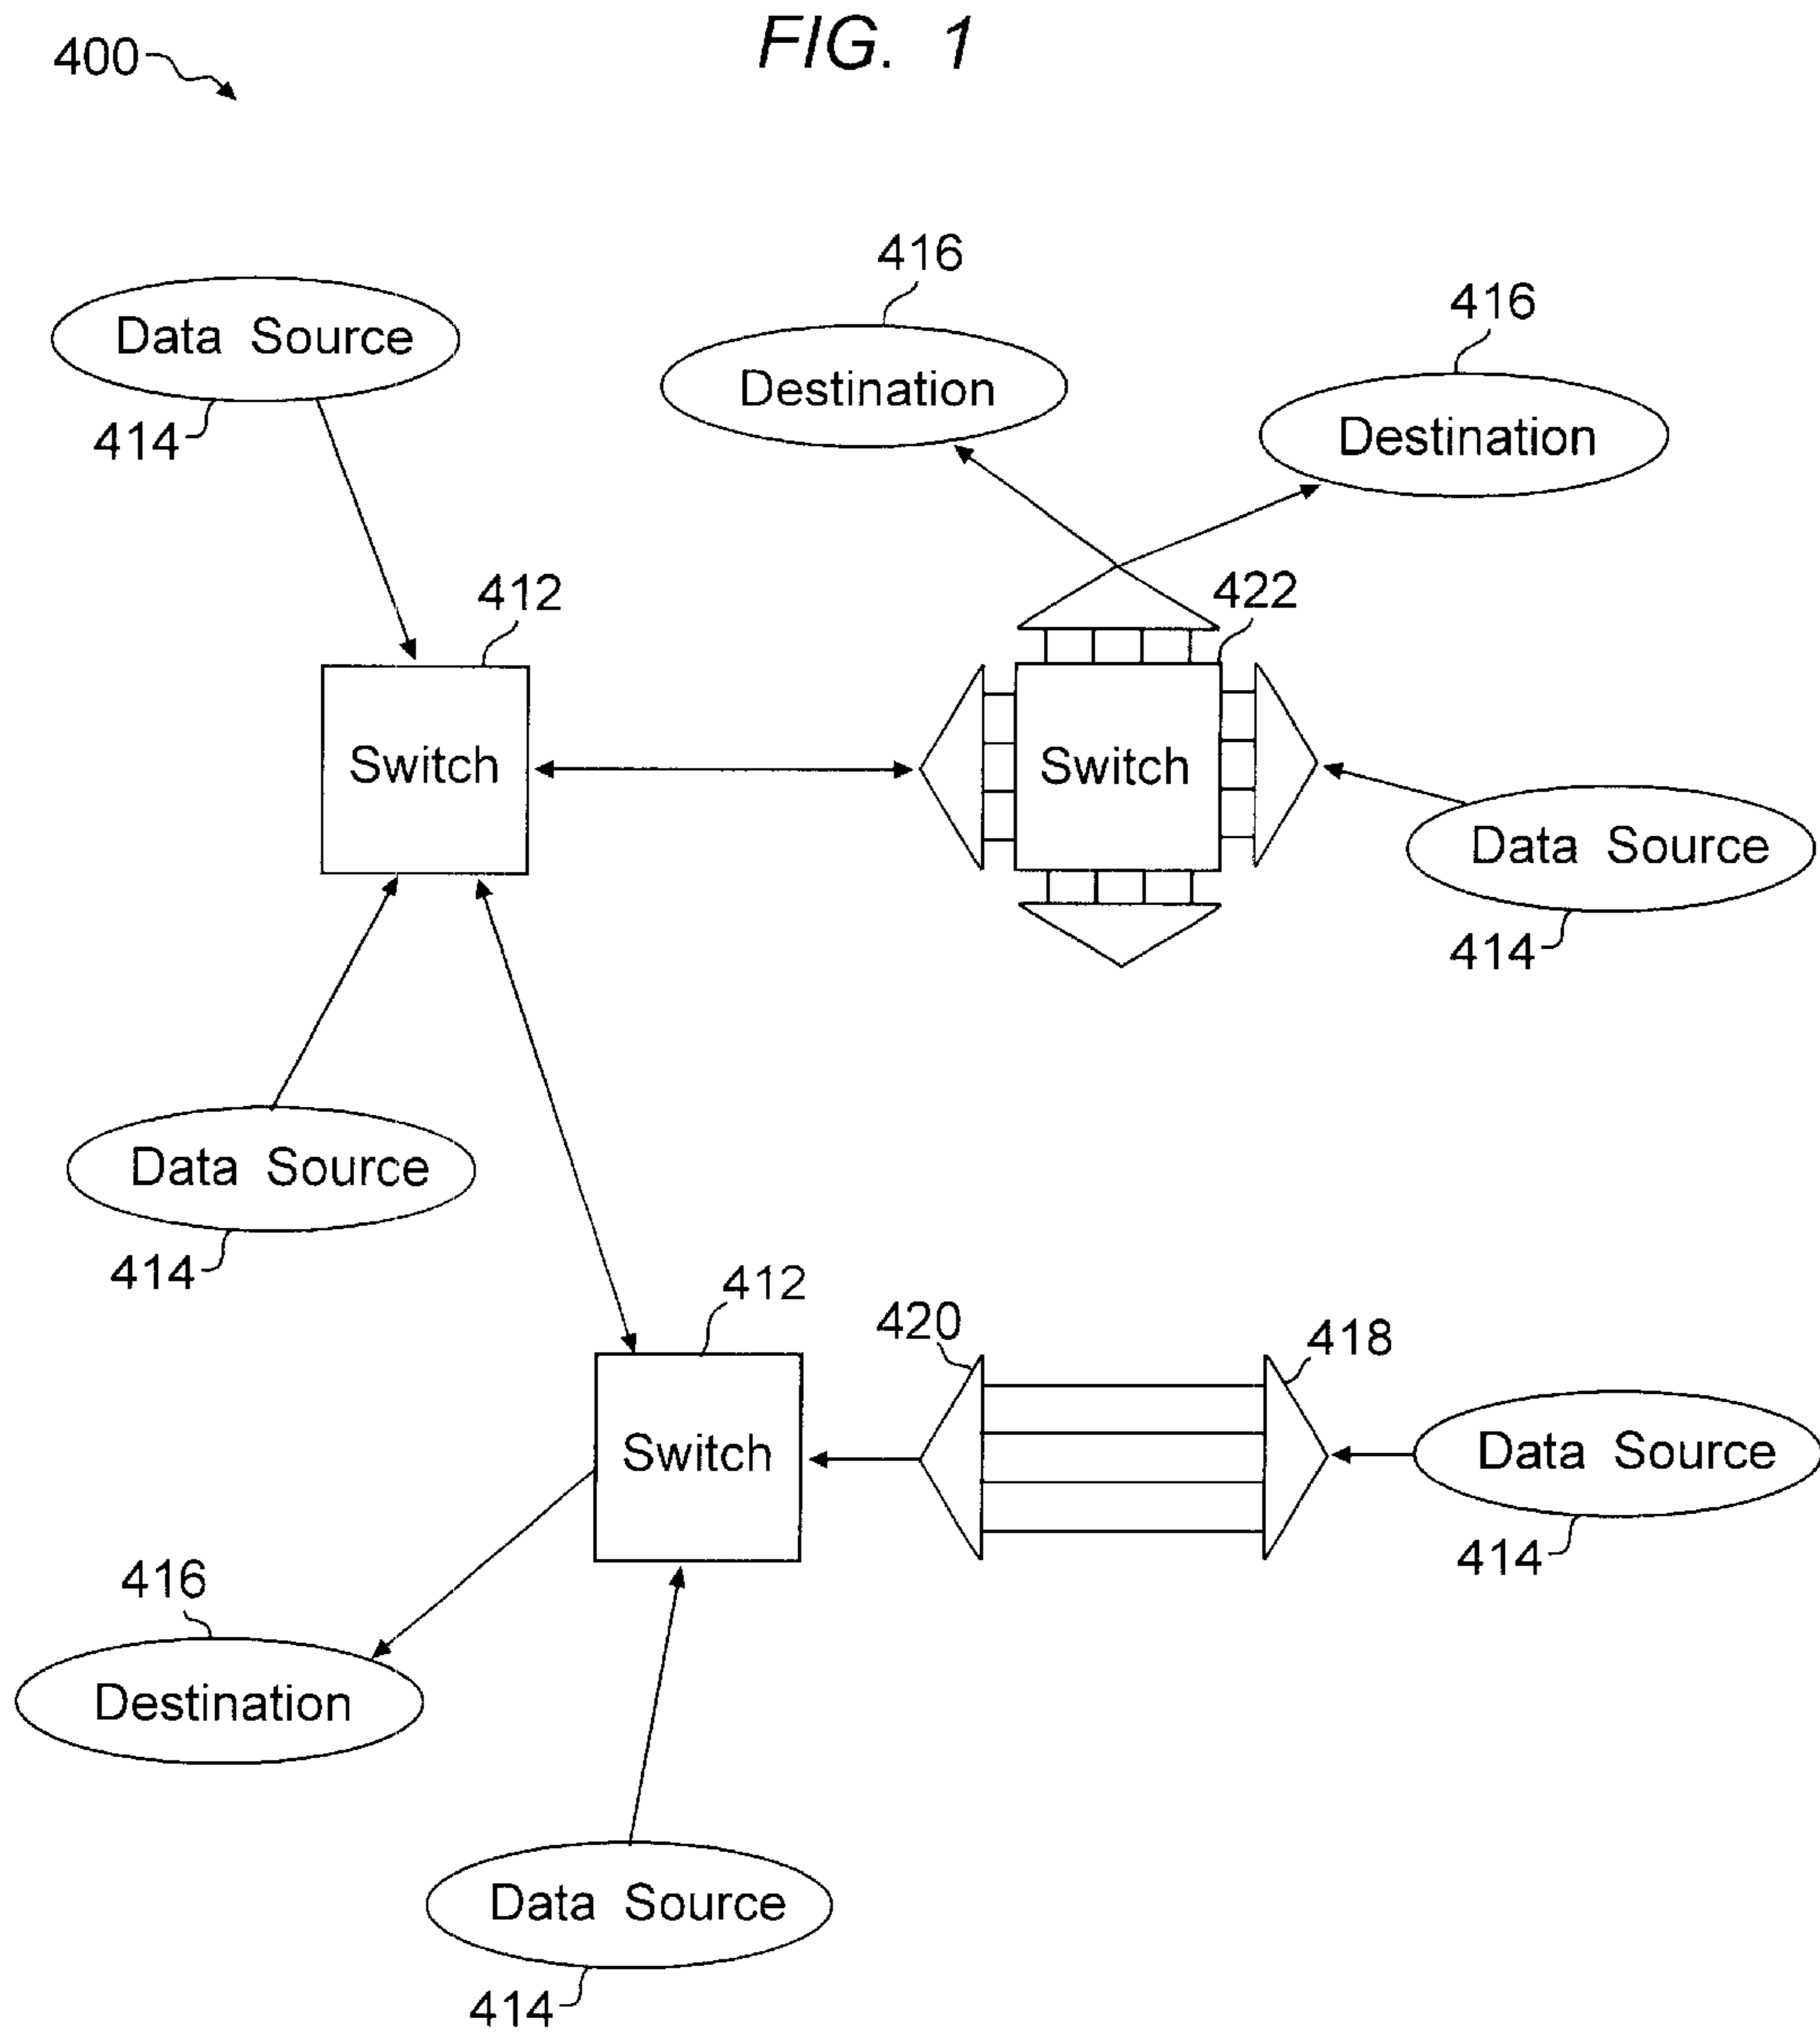 FIG. 1
400
416
416
Data Source
Destination
Destination
414
412
422
Switch
Switch
Data Source
414
Data Source
414
412
420
418
Switch
Data Source
414
416
Destination
Data Source
414